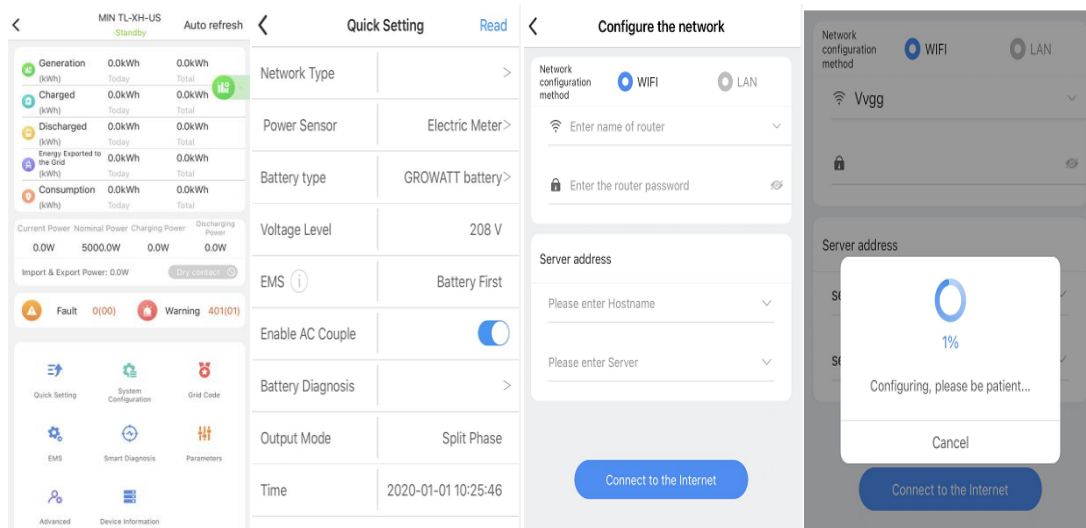 MIN TL-XH-US
-Standby
Auto refresh
Generation 0.0kWh 0.0kWh
(kWh) Today Total
Charged 0.0kWh 0.0kWh
(kWh) Today Total
Discharged 0.0kWh 0.0kWh
(kWh) Today Total
Energy Exported to
the Grid 0.0kWh 0.0kWh
(kWh) Today Total
Consumption 0.0kWh 0.0kWh
(kWh) Today Total
Current Power Nominal Power Charging Power Discharging
Power
0.0W 5000.0W 0.0W 0.0W
Import & Export Power: 0.0W Dry contact
Fault 0(00) Warning 401(01)
Quick Setting System
Configuration Grid Code
EMS Smart Diagnosis Parameters
Advanced Device Information
Quick Setting Read
Network Type
Power Sensor Electric Meter
Battery type GROWATT battery
Voltage Level 208 V
EMS Battery First
Enable AC Couple
Battery Diagnosis
Output Mode Split Phase
Time 2020-01-01 10:25:46
Configure the network
Network
configuration
method
WIFI LAN
Enter name of router
Enter the router password
Server address
Please enter Hostname
Please enter Server
Connect to the Internet
Network
configuration
method
WIFI LAN
Vvgg
Server address
1%
Configuring, please be patient...
Cancel
Connect to the Internet